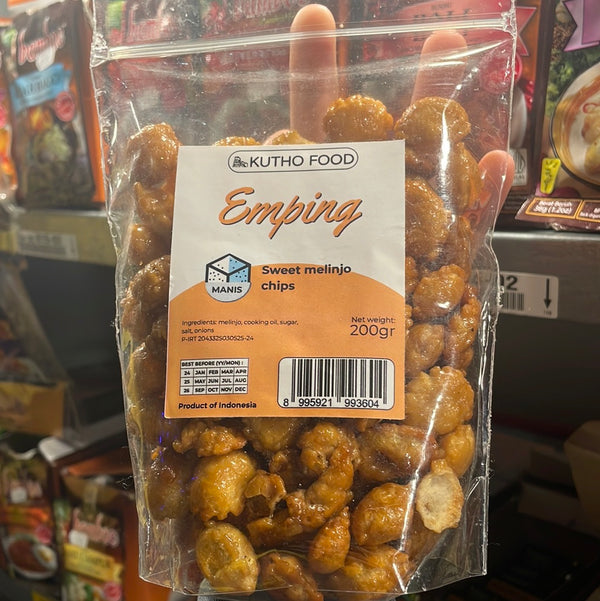 KUTHO FOOD
Emping
MANIS
Sweet melinjo
chips
Ingredients: melinjo, cooking oil, sugar,
salt, onions
P-IRT 2043325030525-24
Net weight:
200gr
BEST BEFORE (YY/MON) :
24 JAN FEB MAR APR
25 MAY JUN JUL AUG
26 SEP OCT NOV DEC
Product of Indonesia
8 995921 993604